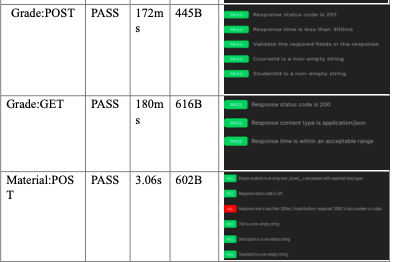 Grade:POST
PASS
172m
s
445B
PASS Response status code is 201
PASS Response time is less than 300ms
PASS Validate the required fields in the response
PASS CourseId is a non-empty string
PASS StudentId is a non-empty string
Grade:GET
PASS
180m
s
616B
PASS Response status code is 200
PASS Response content type is application/json
PASS Response time is within an acceptable range
Material:POS
T
PASS
3.06s
602B
Response status code is 201
Response time is less than 300ms
Title is a non-empty string
Description is a non-empty string
TeacherId is a non-empty string